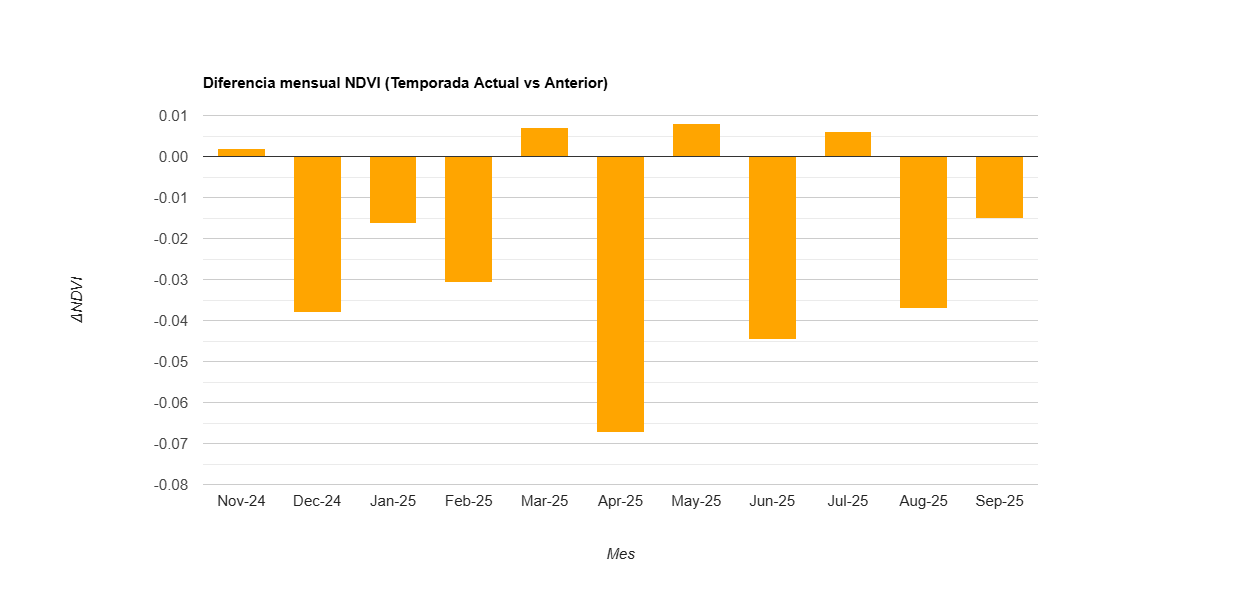 Diferencia mensual NDVI (Temporada Actual vs Anterior)
0.01
0.00
-0.01
-0.02
-0.03
-0.04
-0.05
-0.06
-0.07
-0.08
ΔNDVI
Nov-24 Dec-24 Jan-25 Feb-25 Mar-25 Apr-25 May-25 Jun-25 Jul-25 Aug-25 Sep-25
Mes